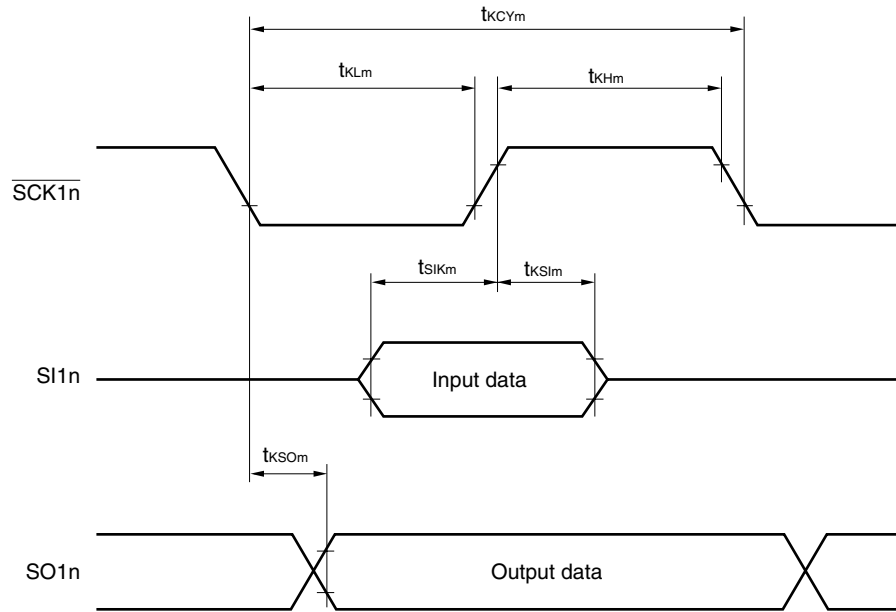 tKCYm
tKLm
tKHm
SCK1n
tSIKm
tKSIm
SI1n
Input data
tKSOm
SO1n
Output data